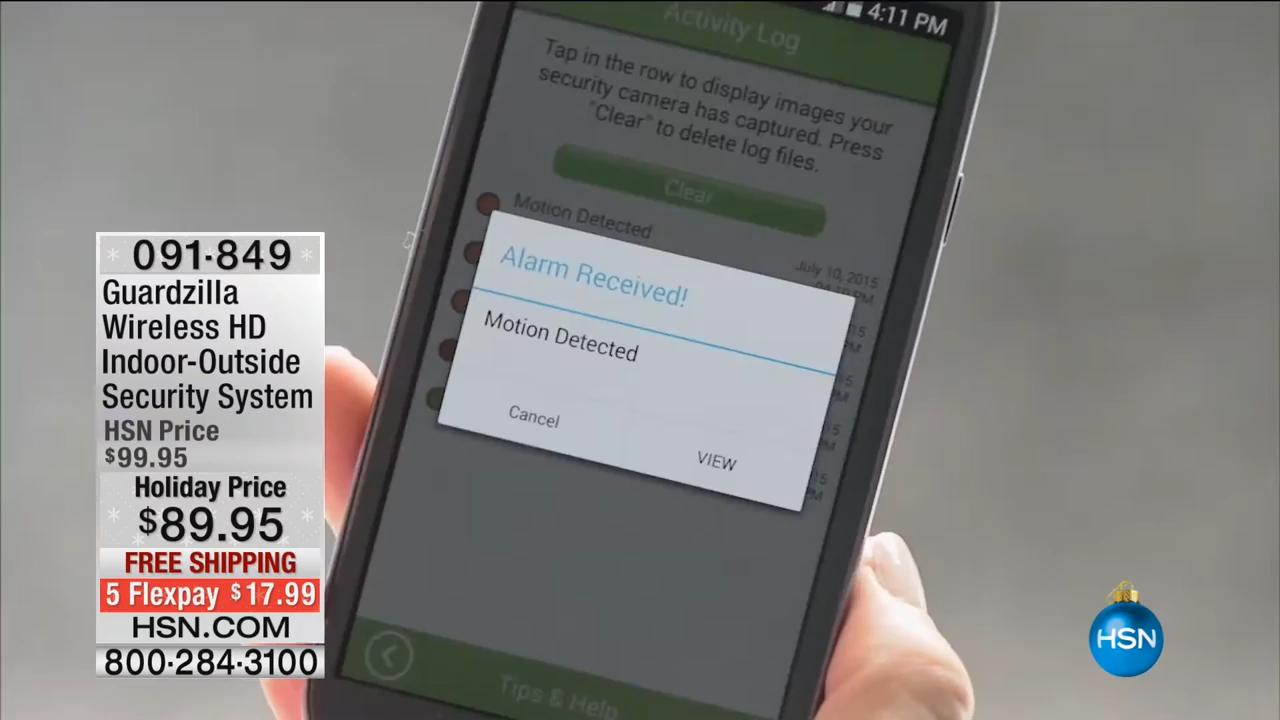 4:11 PM
Activity Log
Tap in the row to display images your
security camera has captured. Press
"Clear" to delete log files.
Clear
Motion Detected
July 10, 2015
Alarm Received!
Motion Detected
Cancel
VIEW
Tips & Help
091-849
Guardzilla
Wireless HD
Indoor-Outside
Security System
HSN Price
$99.95
Holiday Price
$89.95
FREE SHIPPING
5 Flexpay $17.99
HSN.COM
800-284-3100
HSN